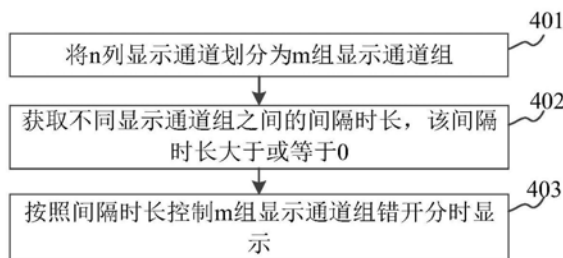 401
将n列显示通道划分为m组显示通道组
402
获取不同显示通道组之间的间隔时长，该间隔
时长大于或等于0
403
按照间隔时长控制m组显示通道组错开分时显
示